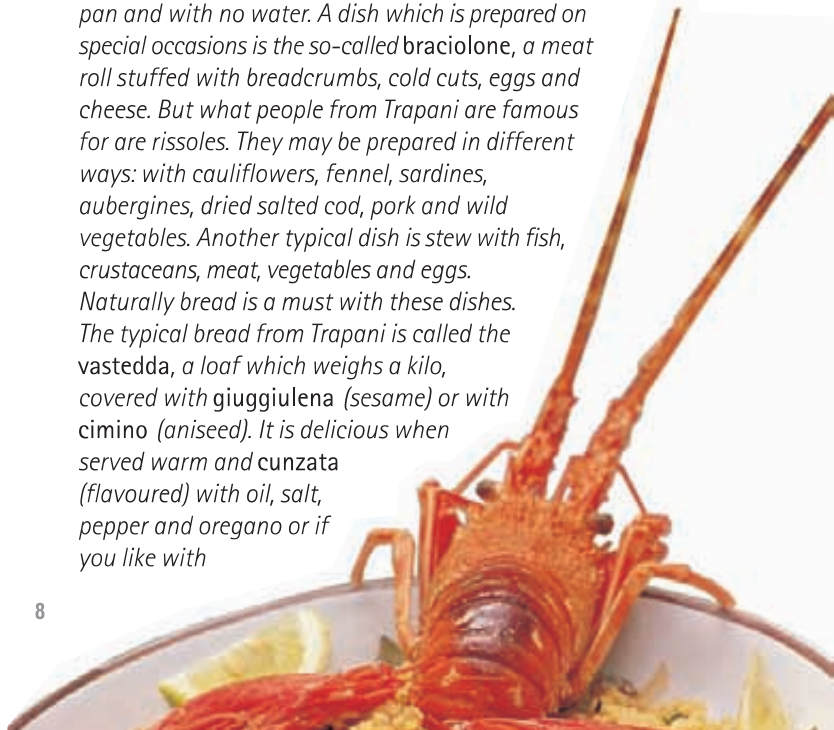 pan and with no water. A dish which is prepared on
special occasions is the so-called braciolone, a meat
roll stuffed with breadcrumbs, cold cuts, eggs and
cheese. But what people from Trapani are famous
for are rissoles. They may be prepared in different
ways: with cauliflowers, fennel, sardines,
aubergines, dried salted cod, pork and wild
vegetables. Another typical dish is stew with fish,
crustaceans, meat, vegetables and eggs.
Naturally bread is a must with these dishes.
The typical bread from Trapani is called the
vastedda, a loaf which weighs a kilo,
covered with giuggiulena (sesame) or with
cimino (aniseed). It is delicious when
served warm and cunzata
(flavoured) with oil, salt,
pepper and oregano or if
you like with
8